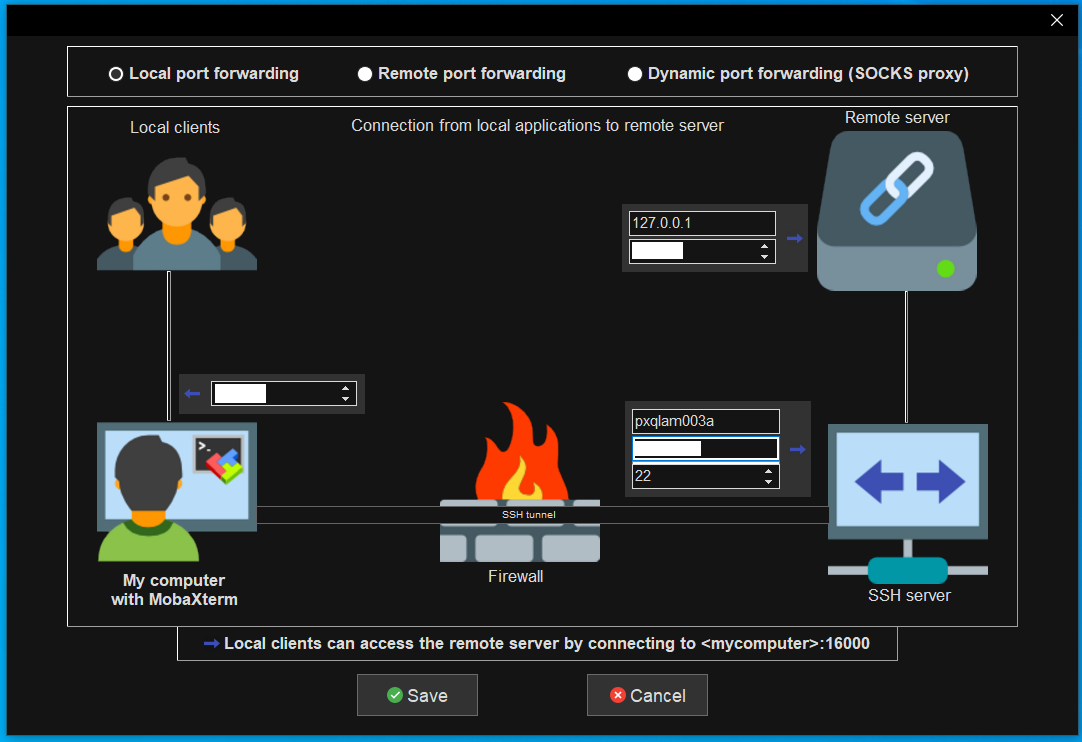 Local port forwarding
Remote port forwarding
Dynamic port forwarding (SOCKS proxy)
Local clients
Connection from local applications to remote server
Remote server
127.0.0.1
pxqlam003a
22
SSH tunnel
Firewall
My computer
with MobaXterm
SSH server
Local clients can access the remote server by connecting to <mycomputer>:16000
Save
Cancel